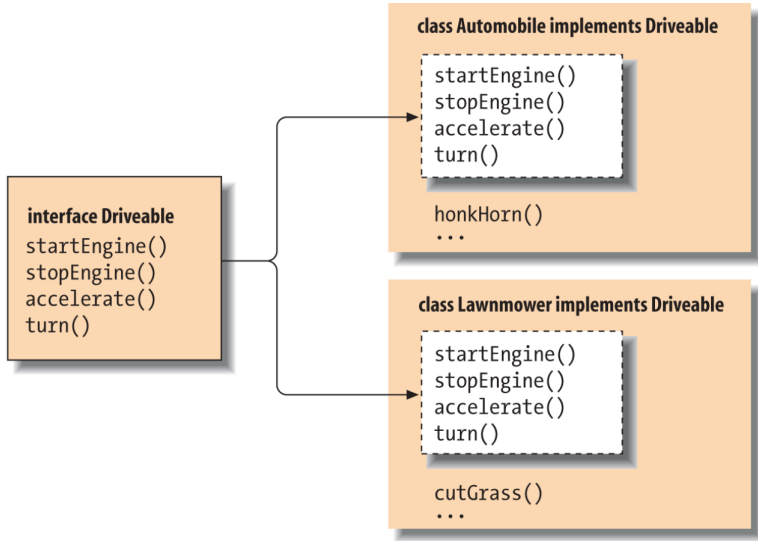 interface Driveable
startEngine()
stopEngine()
accelerate()
turn()
class Automobile implements Driveable
startEngine()
stopEngine()
accelerate()
turn()
honkHorn()
...
class Lawnmower implements Driveable
startEngine()
stopEngine()
accelerate()
turn()
cutGrass()
...